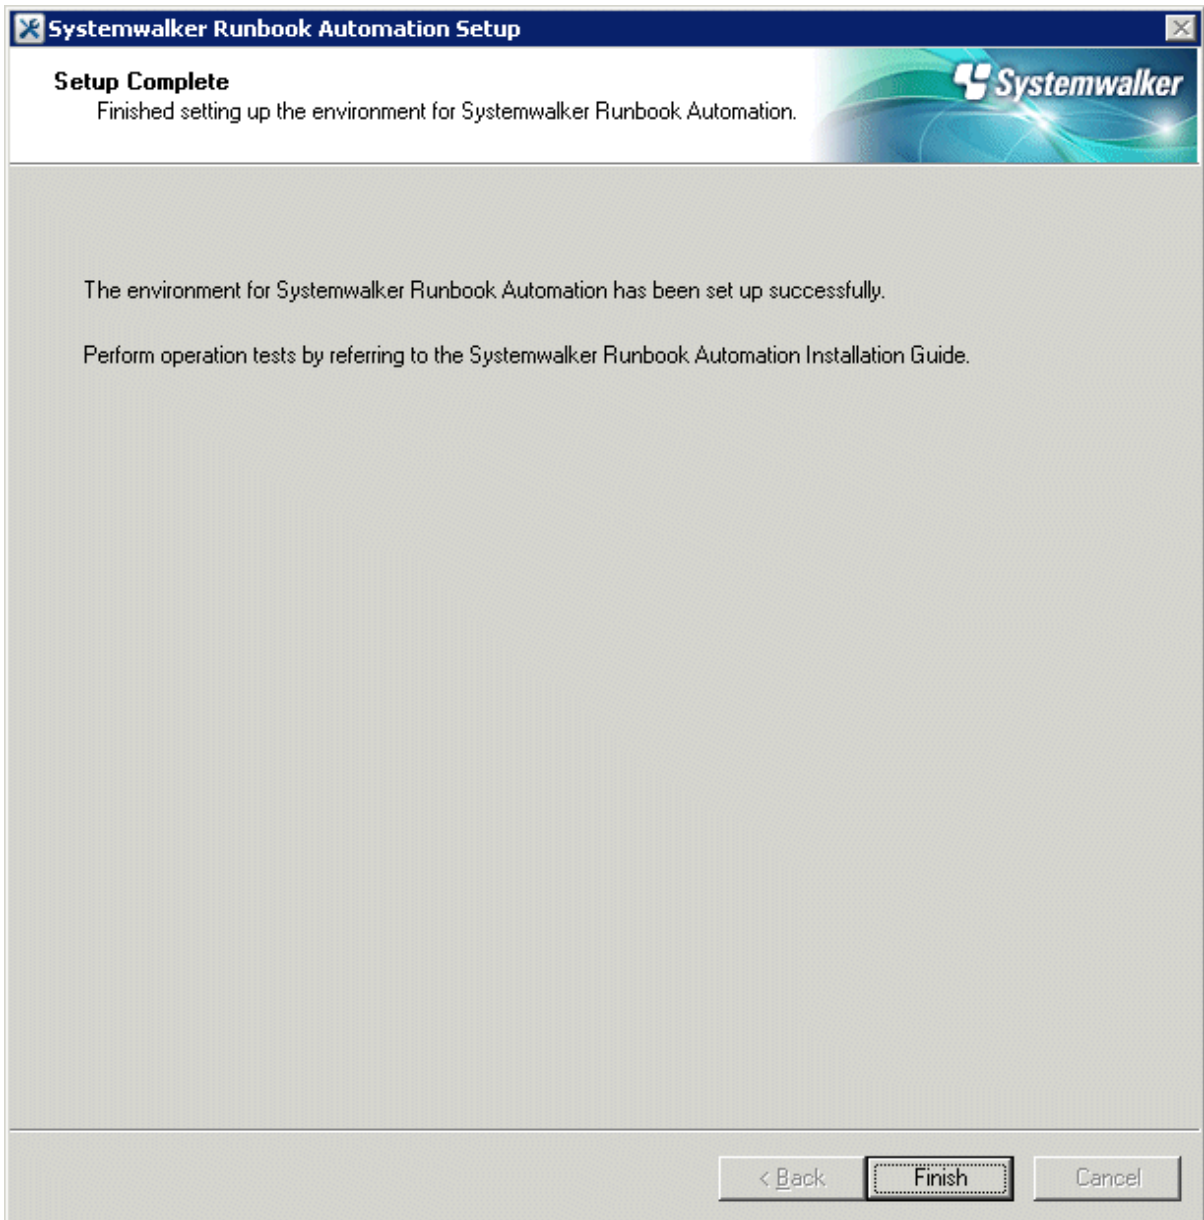 Systemwalker Runbook Automation Setup
Setup Complete
Finished setting up the environment for Systemwalker Runbook Automation.
Systemwalker
The environment for Systemwalker Runbook Automation has been set up successfully.
Perform operation tests by referring to the Systemwalker Runbook Automation Installation Guide.
< Back
Finish
Cancel